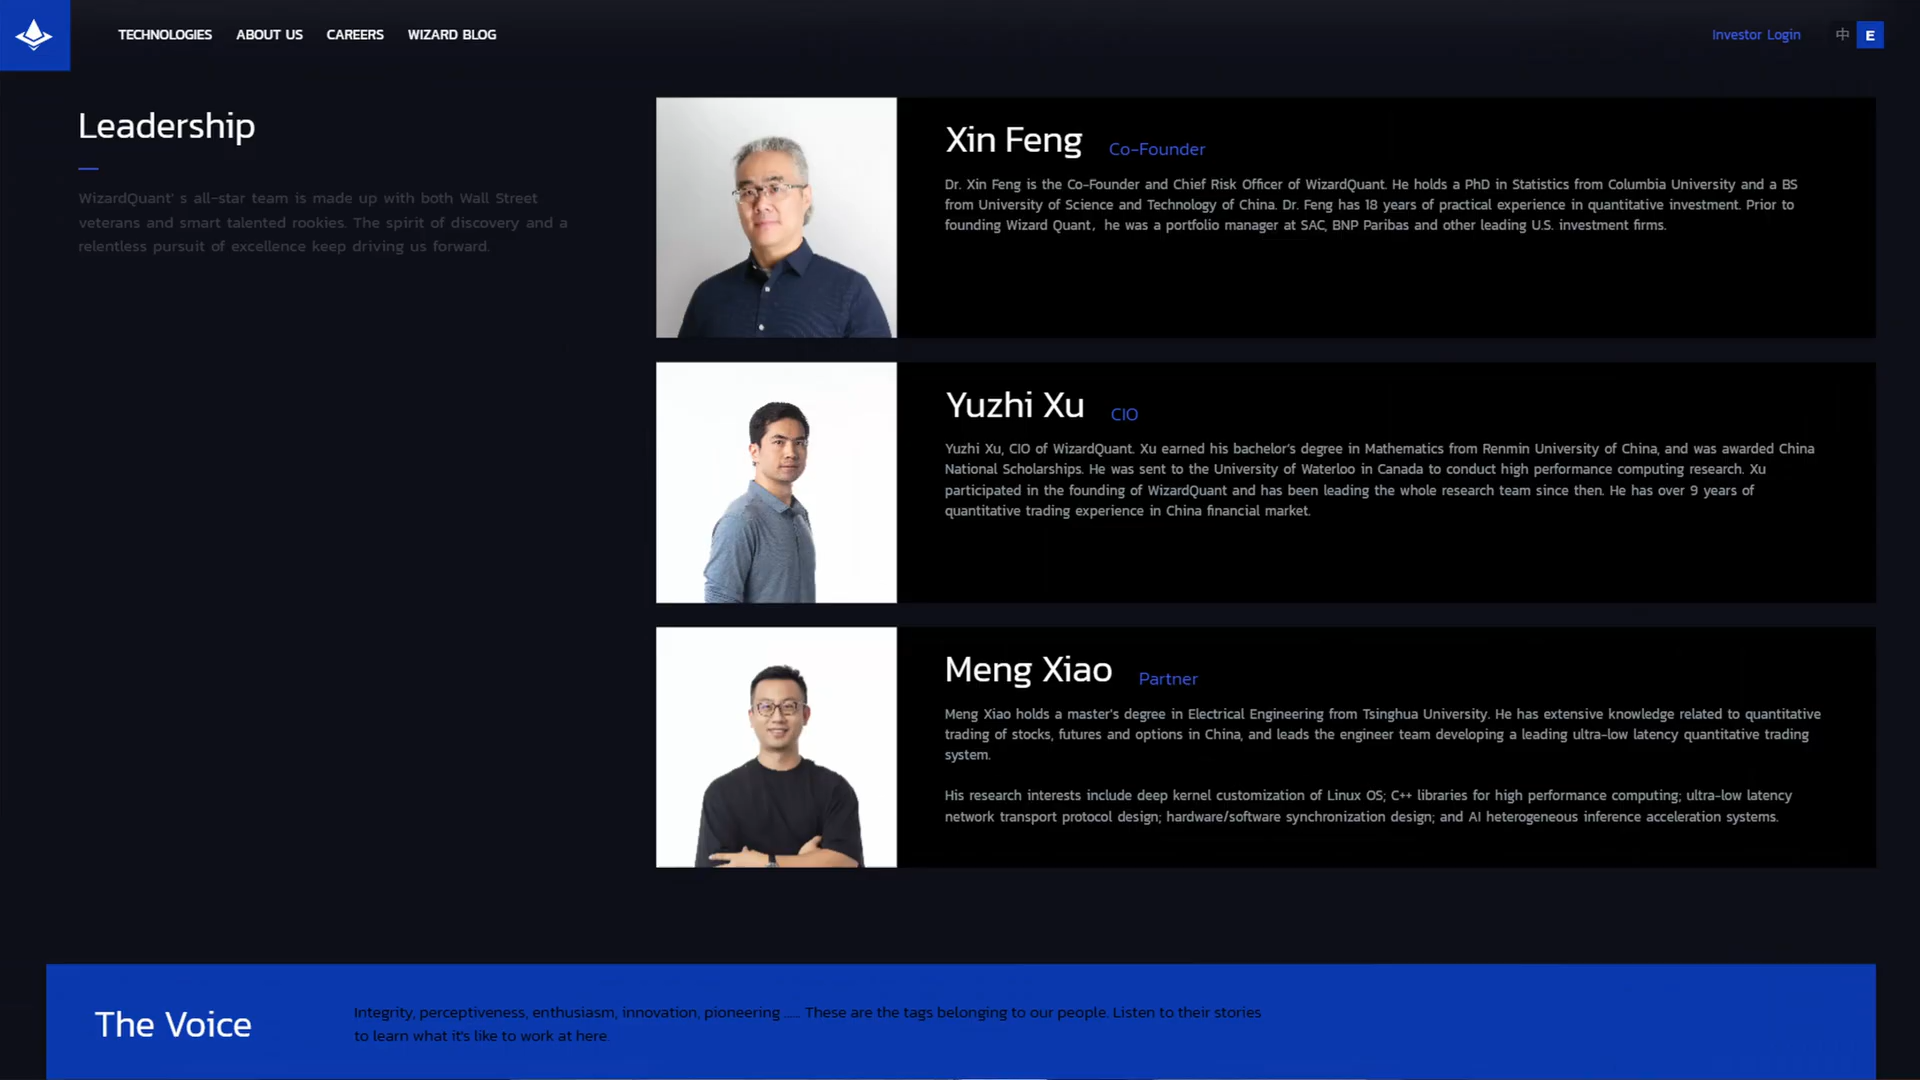 TECHNOLOGIES ABOUT US CAREERS WIZARD BLOG Investor Login 中 E
Leadership
WizardQuant' s all-star team is made up with both Wall Street
veterans and smart talented rookies. The spirit of discovery and a
relentless pursuit of excellence keep driving us forward.
Xin Feng Co-Founder
Dr. Xin Feng is the Co-Founder and Chief Risk Officer of WizardQuant. He holds a PhD in Statistics from Columbia University and a BS
from University of Science and Technology of China. Dr. Feng has 18 years of practical experience in quantitative investment. Prior to
founding Wizard Quant，he was a portfolio manager at SAC, BNP Paribas and other leading U.S. investment firms.
Yuzhi Xu CIO
Yuzhi Xu, CIO of WizardQuant. Xu earned his bachelor's degree in Mathematics from Renmin University of China, and was awarded China
National Scholarships. He was sent to the University of Waterloo in Canada to conduct high performance computing research. Xu
participated in the founding of WizardQuant and has been leading the whole research team since then. He has over 9 years of
quantitative trading experience in China financial market.
Meng Xiao Partner
Meng Xiao holds a master's degree in Electrical Engineering from Tsinghua University. He has extensive knowledge related to quantitative
trading of stocks, futures and options in China, and leads the engineer team developing a leading ultra-low latency quantitative trading
system.
His research interests include deep kernel customization of Linux OS; C++ libraries for high performance computing; ultra-low latency
network transport protocol design; hardware/software synchronization design; and AI heterogeneous inference acceleration systems.
The Voice
Integrity, perceptiveness, enthusiasm, innovation, pioneering ...... These are the tags belonging to our people. Listen to their stories
to learn what it's like to work at here.